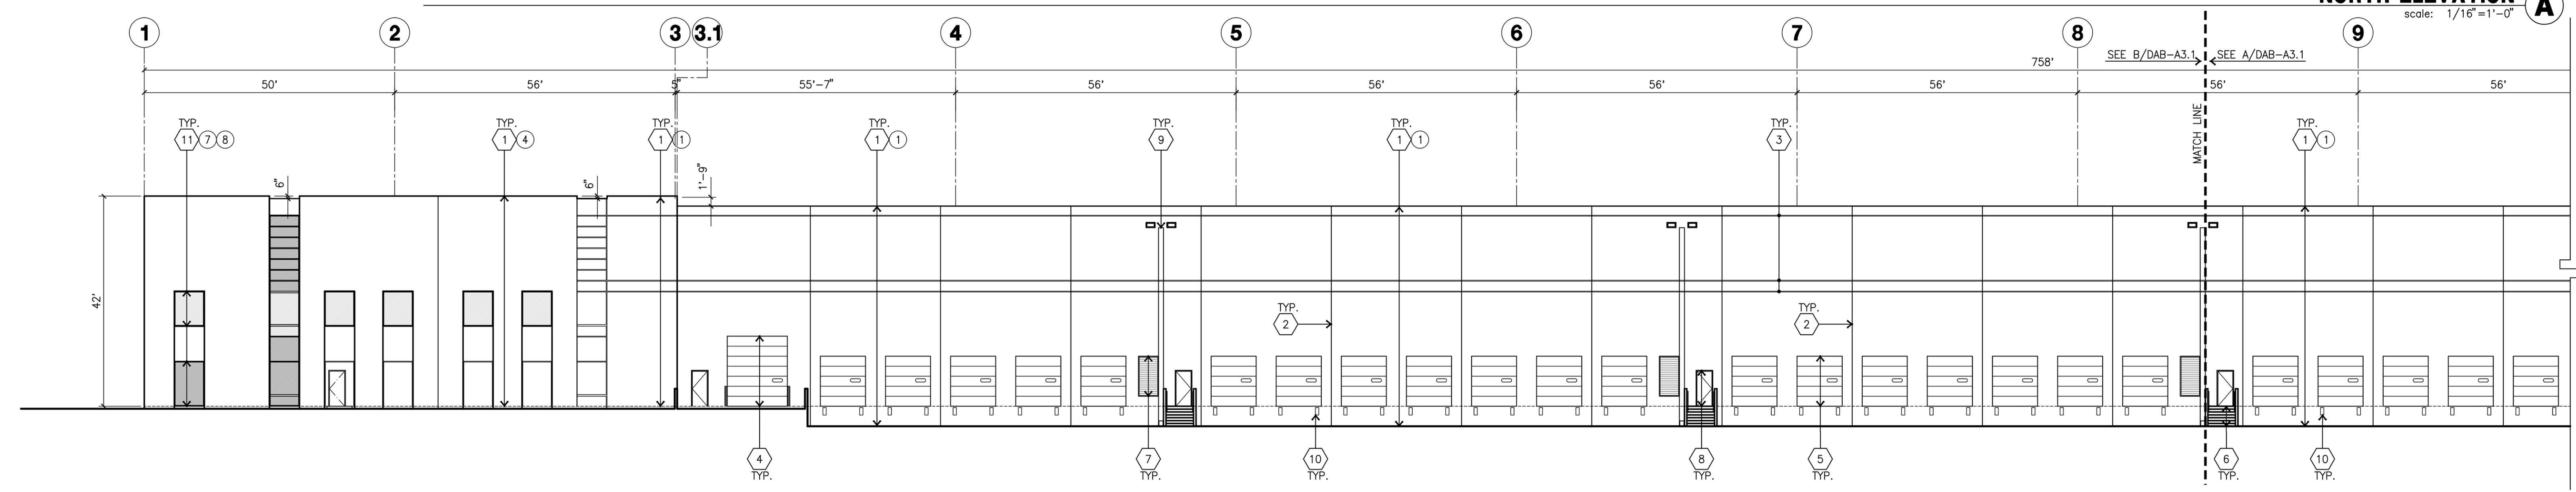 NORTH ELEVATION
A
scale: 1/16"=1'-0"
1 2 3 3.1 4 5 6 7 8 9
SEE B/DAB-A3.1 SEE A/DAB-A3.1
758'
50' 56' 5" 55'-7" 56' 56' 56' 56' 56' 56'
MATCH LINE
TYP. TYP. TYP. TYP. TYP. TYP. TYP. TYP.
11 7 8 1 4 1 1 1 1 9 1 1 3 1 1
6" 6" 1'-9"
42'
TYP. TYP.
2 2
4 7 10 8 5 6 10
TYP. TYP. TYP. TYP. TYP. TYP. TYP.